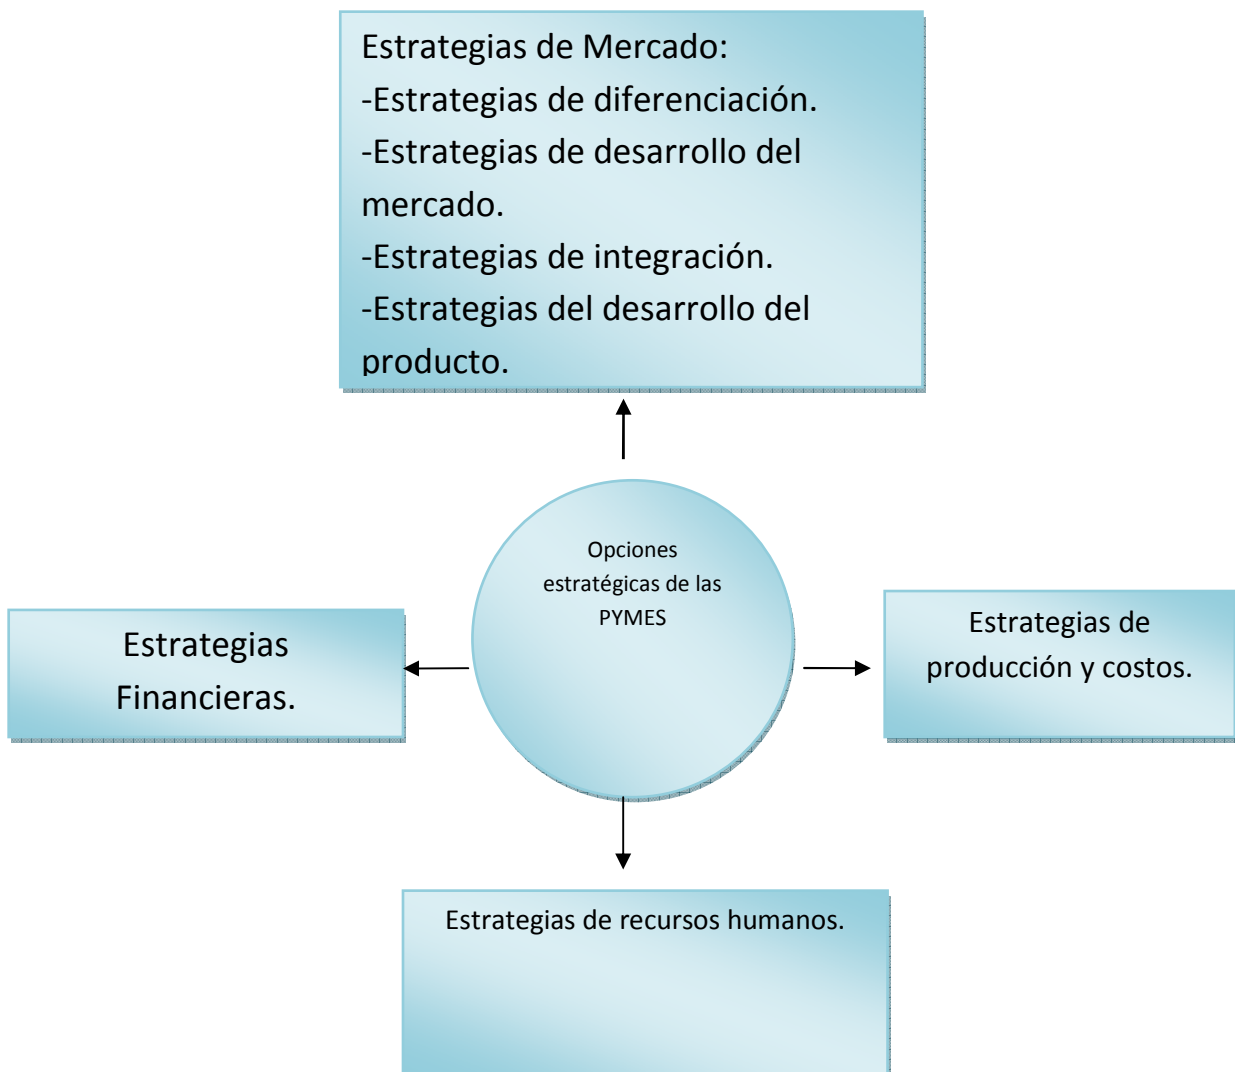 Estrategias de Mercado:
-Estrategias de diferenciación.
-Estrategias de desarrollo del
mercado.
-Estrategias de integración.
-Estrategias del desarrollo del
producto.
Opciones
estratégicas de las
PYMES
Estrategias
Financieras.
Estrategias de
producción y costos.
Estrategias de recursos humanos.